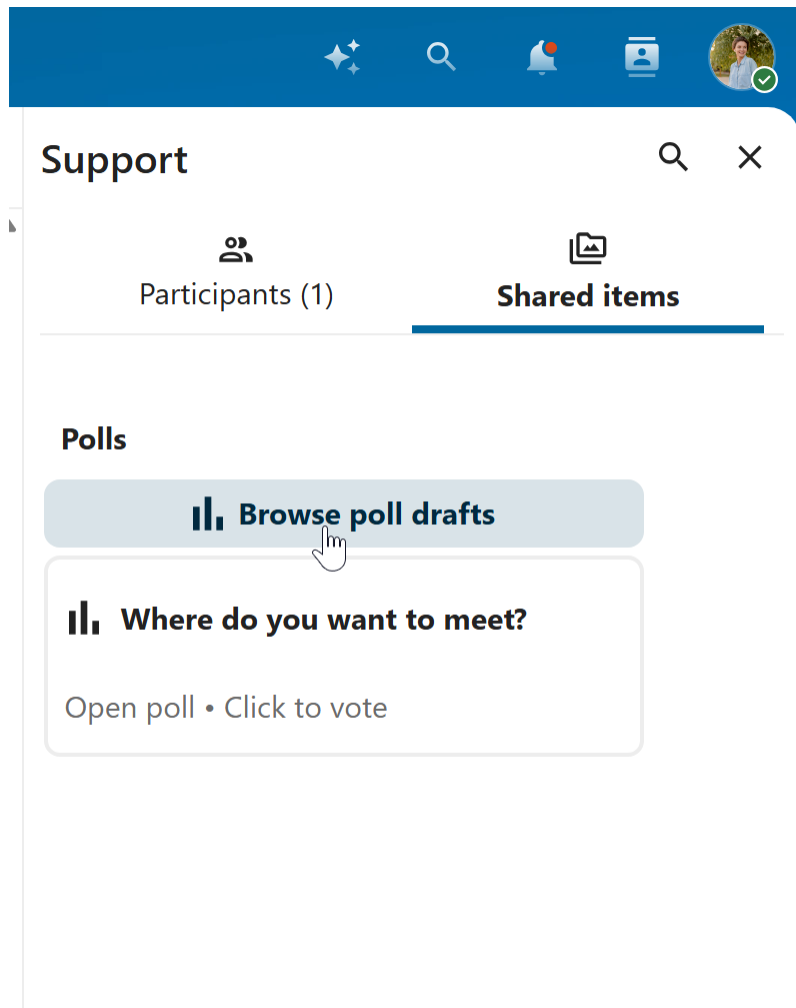 Support
Participants (1)
Shared items
Polls
Browse poll drafts
Where do you want to meet?
Open poll • Click to vote